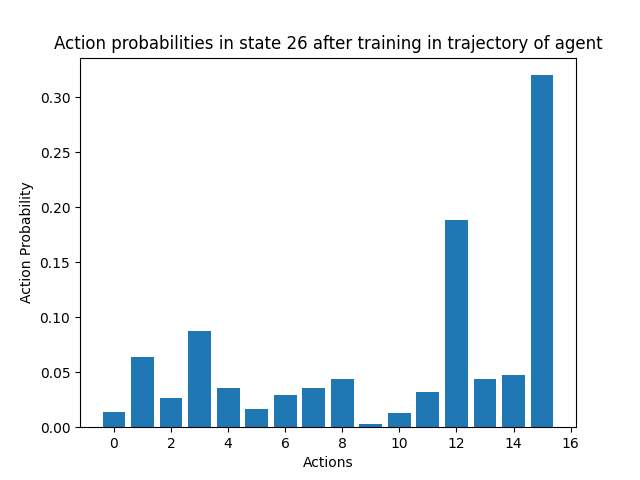 Action probabilities in state 26 after training in trajectory of agent
0.30
0.25
0.20
0.15
0.10
0.05
0.00
Action Probability
0 2 4 6 8 10 12 14 16
Actions